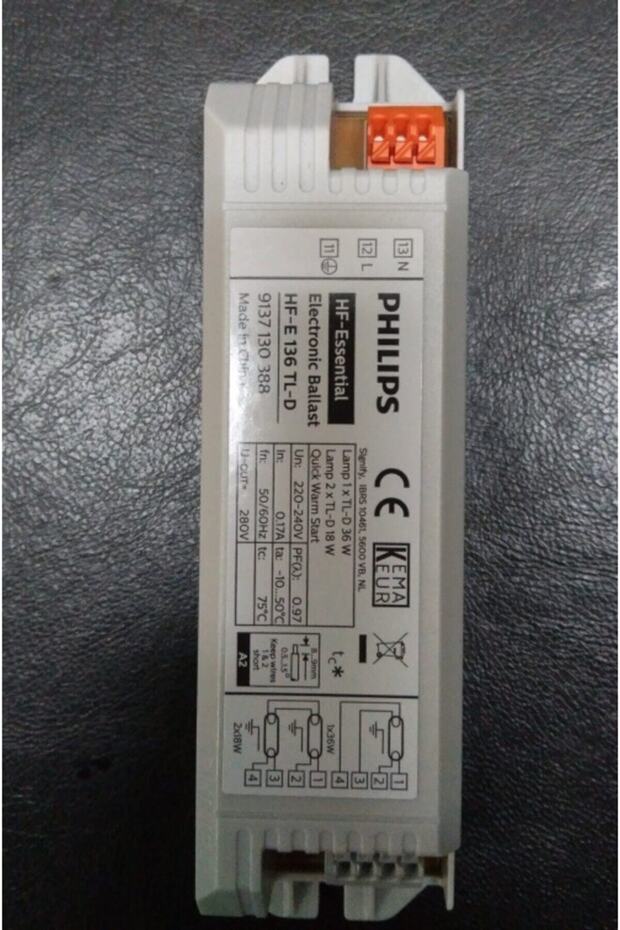 13 N
12 L
11
PHILIPS
HF-Essential
Electronic Ballast
HF-E 136 TL-D
9137 130 388
Made in China
CE
KEMA
KEUR
Signify, IBRS 10461, 5600 VB, NL
Lamp 1 x TL-D 36 W
Lamp 2 x TL-D 18 W
Quick Warm Start
Un: 220-240V PF(λ): 0.97
In: 0.17A ta: -10...50°C
fn: 50/60Hz tc: 75°C
U-OUT= 280V
tc*
8...9mm
Keep wires
1 & 2
short
A2
1x36W
1
2
3
4
2x18W
1
2
3
4